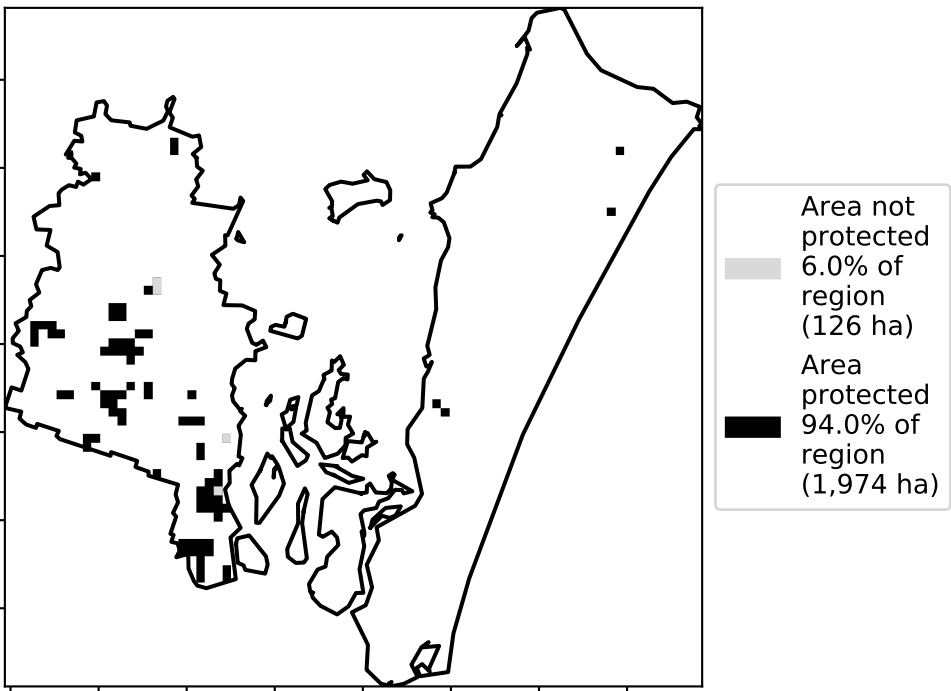 Area not
protected
6.0% of
region
(126 ha)
Area
protected
94.0% of
region
(1,974 ha)